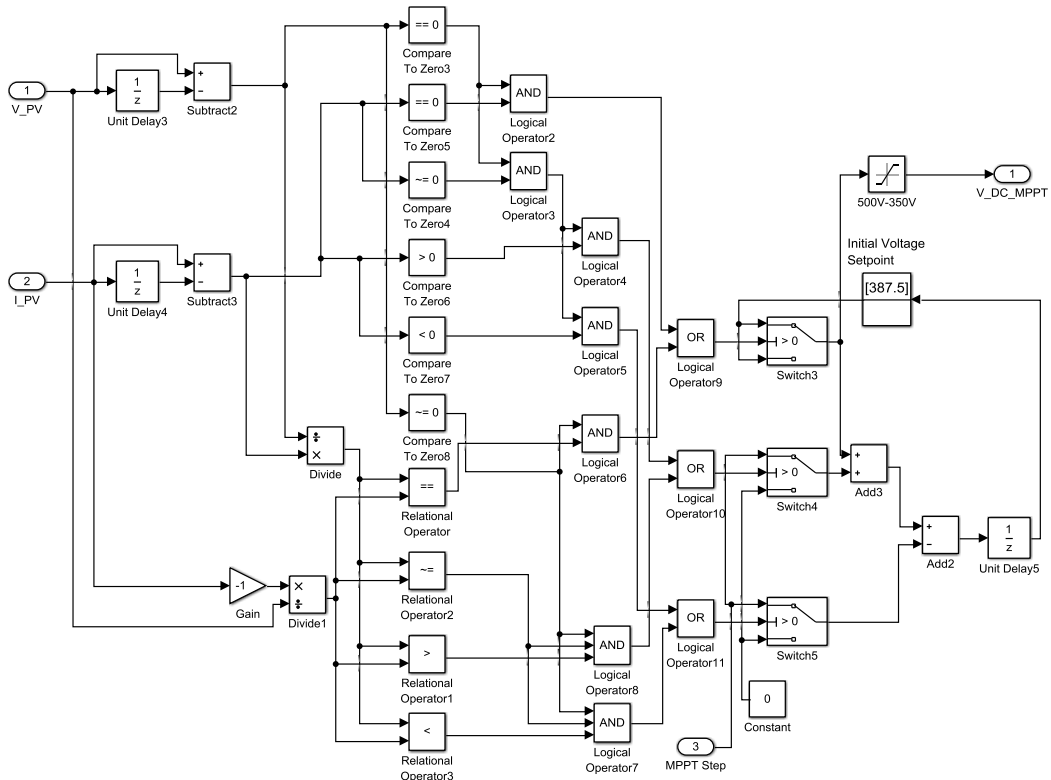 == 0
Compare
To Zero3
1
V_PV
1
z
Unit Delay3
+
−
Subtract2
== 0
Compare
To Zero5
AND
Logical
Operator2
~= 0
Compare
To Zero4
AND
Logical
Operator3
500V-350V
1
V_DC_MPPT
2
I_PV
1
z
Unit Delay4
+
−
Subtract3
> 0
Compare
To Zero6
AND
Logical
Operator4
Initial Voltage
Setpoint
[387.5]
< 0
Compare
To Zero7
AND
Logical
Operator5
OR
Logical
Operator9
> 0
Switch3
~= 0
Compare
To Zero8
AND
Logical
Operator6
÷
×
Divide
==
Relational
Operator
OR
Logical
Operator10
> 0
Switch4
+
+
Add3
+
−
Add2
1
z
Unit Delay5
-1
Gain
×
÷
Divide1
~=
Relational
Operator2
OR
Logical
Operator11
> 0
Switch5
>
Relational
Operator1
AND
Logical
Operator8
0
Constant
<
Relational
Operator3
AND
Logical
Operator7
3
MPPT Step